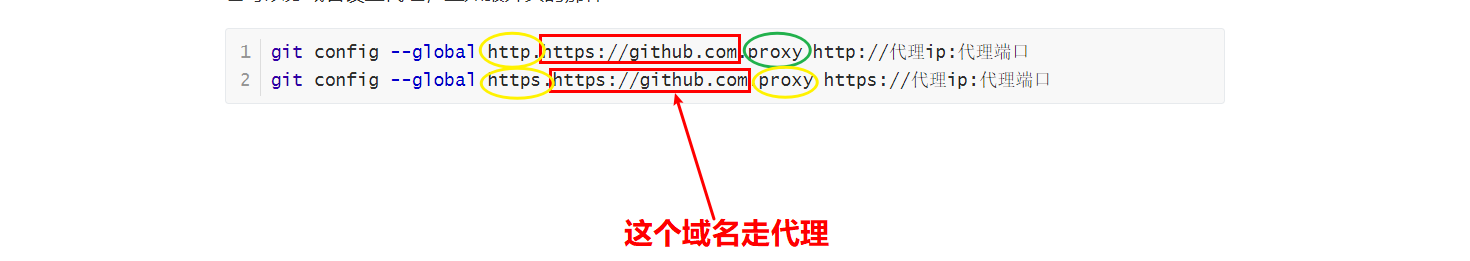 1 git config --global http.https://github.com.proxy http://代理ip:代理端口
2 git config --global https.https://github.com.proxy https://代理ip:代理端口
这个域名走代理